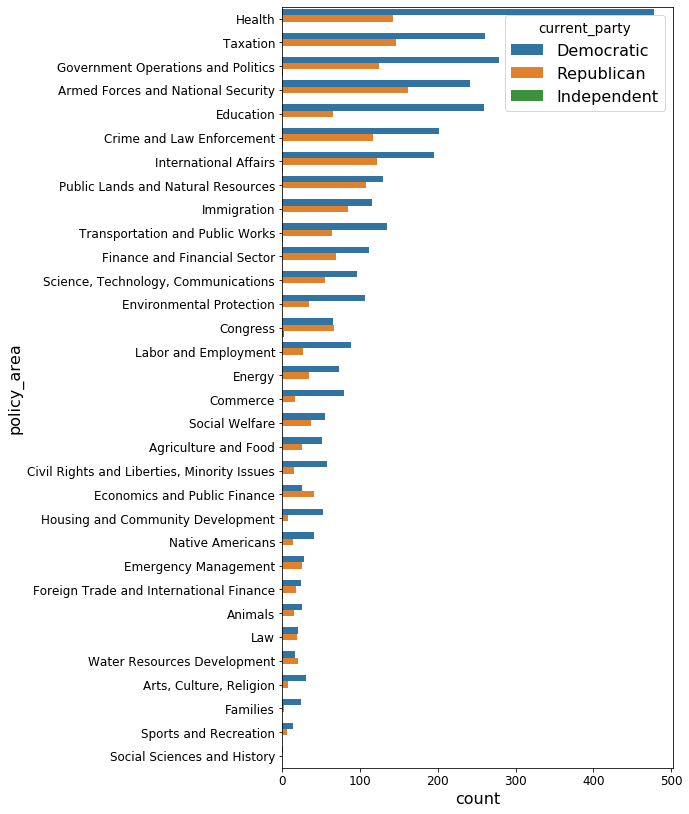 current_party
Democratic
Republican
Independent
policy_area
Health
Taxation
Government Operations and Politics
Armed Forces and National Security
Education
Crime and Law Enforcement
International Affairs
Public Lands and Natural Resources
Immigration
Transportation and Public Works
Finance and Financial Sector
Science, Technology, Communications
Environmental Protection
Congress
Labor and Employment
Energy
Commerce
Social Welfare
Agriculture and Food
Civil Rights and Liberties, Minority Issues
Economics and Public Finance
Housing and Community Development
Native Americans
Emergency Management
Foreign Trade and International Finance
Animals
Law
Water Resources Development
Arts, Culture, Religion
Families
Sports and Recreation
Social Sciences and History
0 100 200 300 400 500
count